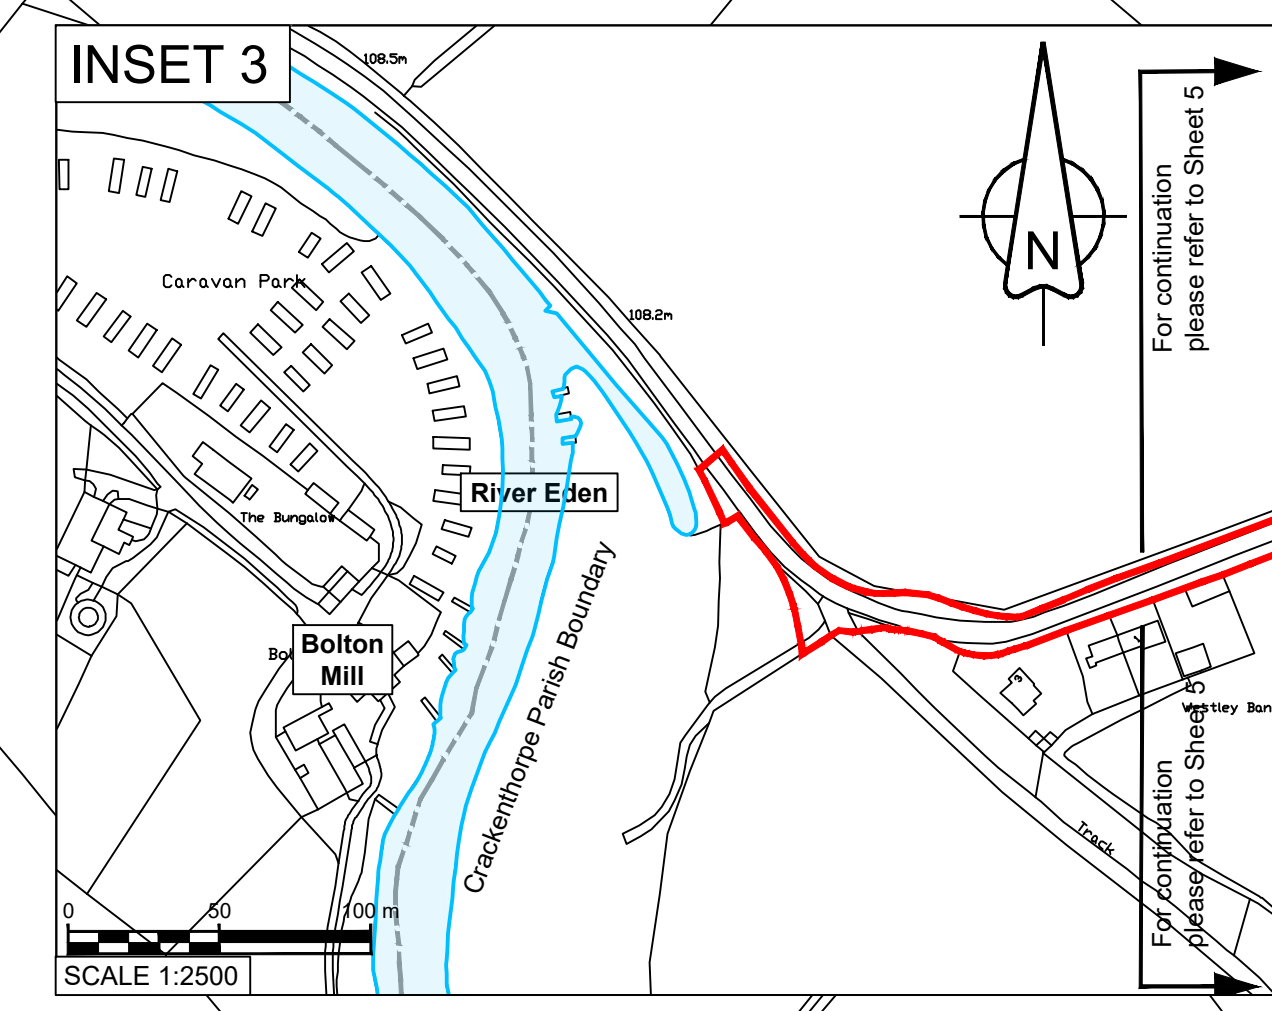 INSET 3
108.5m
For continuation
please refer to Sheet 5
N
Caravan Park
108.2m
River Eden
The Bungalow
Crackenthorpe Parish Boundary
Bolton
Mill
1
3
For continuation
please refer to Sheet 5
Track
0 50 100 m
SCALE 1:2500